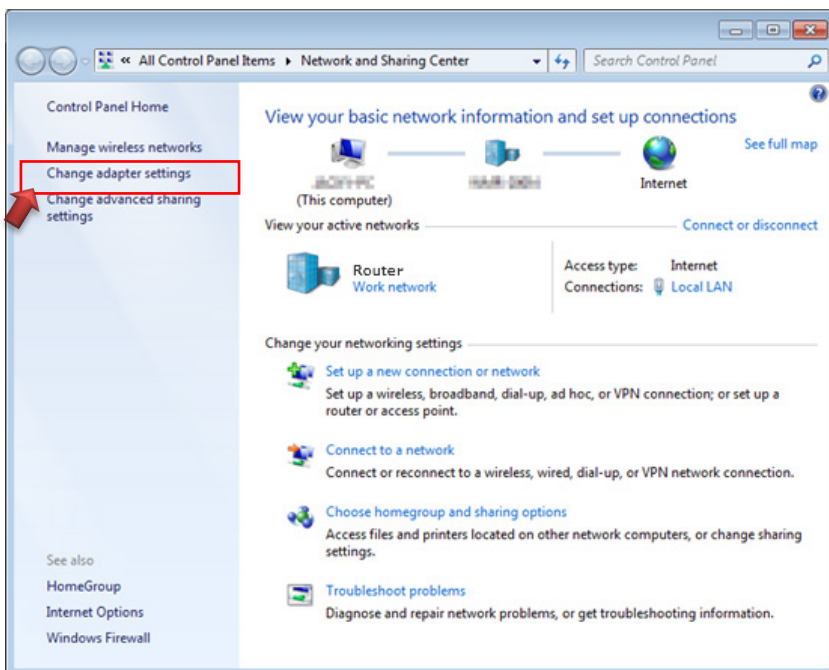 « All Control Panel Items ▸ Network and Sharing Center
Search Control Panel
Control Panel Home
Manage wireless networks
Change adapter settings
Change advanced sharing
settings
See also
HomeGroup
Internet Options
Windows Firewall
View your basic network information and set up connections
See full map
(This computer)
Internet
View your active networks
Connect or disconnect
Router
Work network
Access type: Internet
Connections: Local LAN
Change your networking settings
Set up a new connection or network
Set up a wireless, broadband, dial-up, ad hoc, or VPN connection; or set up a
router or access point.
Connect to a network
Connect or reconnect to a wireless, wired, dial-up, or VPN network connection.
Choose homegroup and sharing options
Access files and printers located on other network computers, or change sharing
settings.
Troubleshoot problems
Diagnose and repair network problems, or get troubleshooting information.